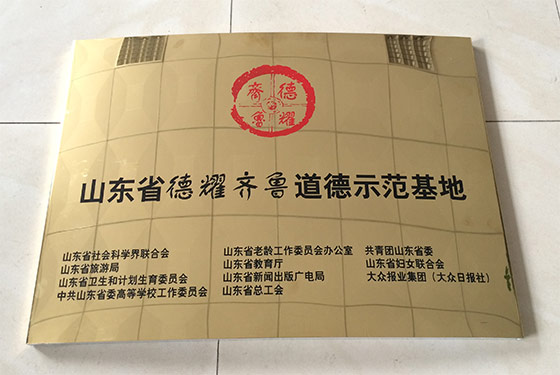 德耀齐鲁
山东省德耀齐鲁道德示范基地
山东省社会科学界联合会
山东省旅游局
山东省卫生和计划生育委员会
中共山东省委高等学校工作委员会
山东省老龄工作委员会办公室
山东省教育厅
山东省新闻出版广电局
山东省总工会
共青团山东省委
山东省妇女联合会
大众报业集团（大众日报社）